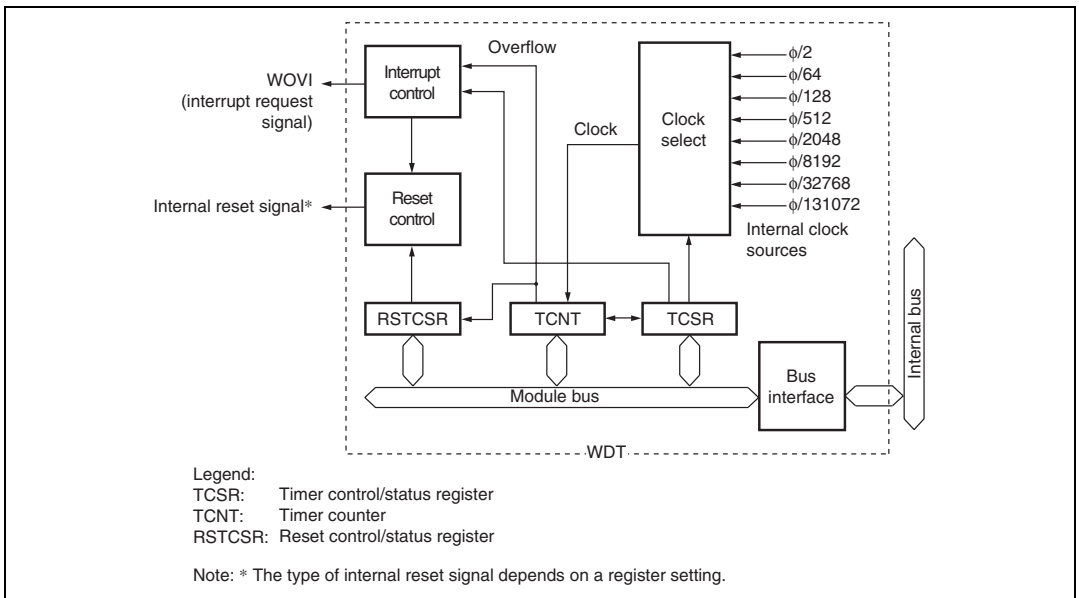 Overflow
Interrupt
control
WOVI
(interrupt request
signal)
Reset
control
Internal reset signal*
Clock
Clock
select
ϕ/2
ϕ/64
ϕ/128
ϕ/512
ϕ/2048
ϕ/8192
ϕ/32768
ϕ/131072
Internal clock
sources
RSTCSR
TCNT
TCSR
Module bus
Bus
interface
Internal bus
WDT
Legend:
TCSR: Timer control/status register
TCNT: Timer counter
RSTCSR: Reset control/status register
Note: * The type of internal reset signal depends on a register setting.